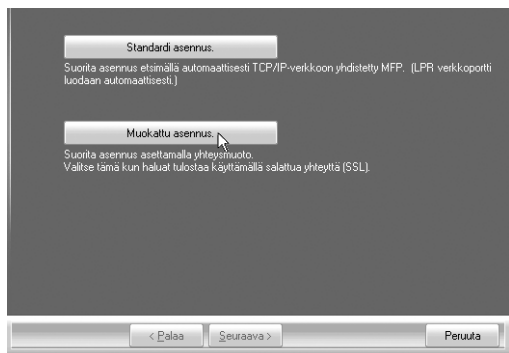 Standardi asennus.
Suorita asennus etsimällä automaattisesti TCP/IP-verkkoon yhdistetty MFP. (LPR verkkoportti
luodaan automaattisesti.)
Muokattu asennus.
Suorita asennus asettamalla yhteysmuoto.
Valitse tämä kun haluat tulostaa käyttämällä salattua yhteyttä (SSL).
< Palaa
Seuraava >
Peruuta